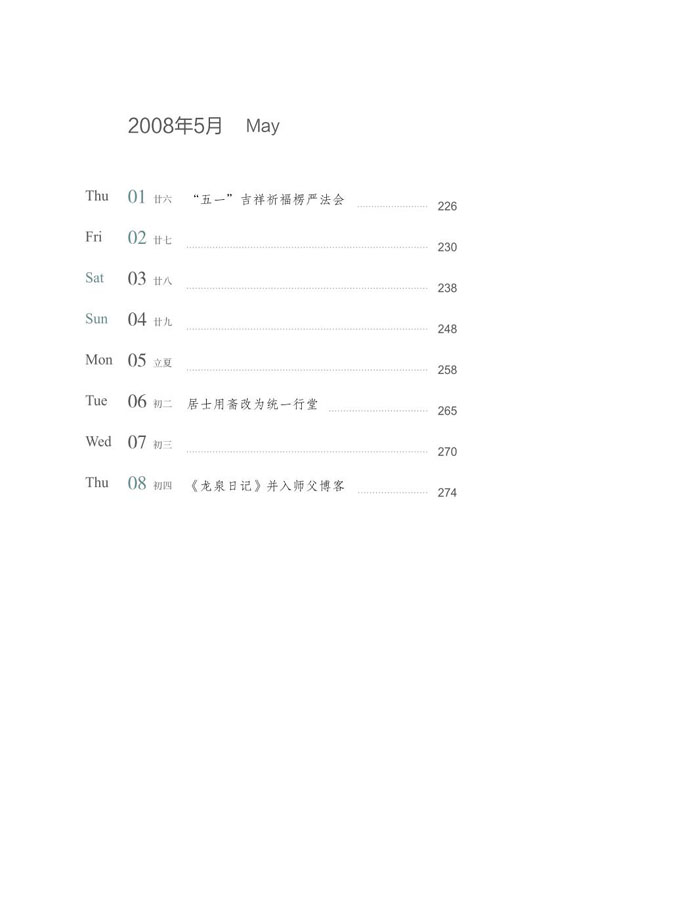 2008年5月 May
Thu 01 廿六 “五一”吉祥祈福楞严法会 226
Fri 02 廿七 230
Sat 03 廿八 238
Sun 04 廿九 248
Mon 05 立夏 258
Tue 06 初二 居士用斋改为统一行堂 265
Wed 07 初三 270
Thu 08 初四 《龙泉日记》并入师父博客 274